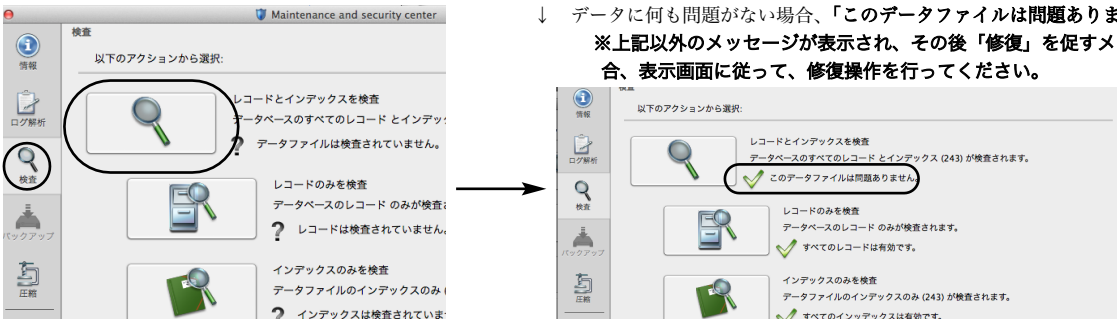 Maintenance and security center
検査
以下のアクションから選択:
情報
ログ解析
検査
バックアップ
圧縮
レコードとインデックスを検査
データベースのすべてのレコード とインデッ
? データファイルは検査されていません。
レコードのみを検査
データベースのレコード のみが検査
? レコードは検査されていません
インデックスのみを検査
データファイルのインデックスのみ (
? インデックスは検査されていま
↓ データに何も問題がない場合、「このデータファイルは問題ありま
※上記以外のメッセージが表示され、その後「修復」を促すメ
合、表示画面に従って、修復操作を行ってください。
以下のアクションから選択:
情報
ログ解析
検査
バックアップ
圧縮
レコードとインデックスを検査
データベースのすべてのレコード とインデックス (243) が検査されます。
このデータファイルは問題ありません。
レコードのみを検査
データベースのレコード のみが検査されます。
すべてのレコードは有効です。
インデックスのみを検査
データファイルのインデックスのみ (243) が検査されます。
すべてのインッデックスは有効です。